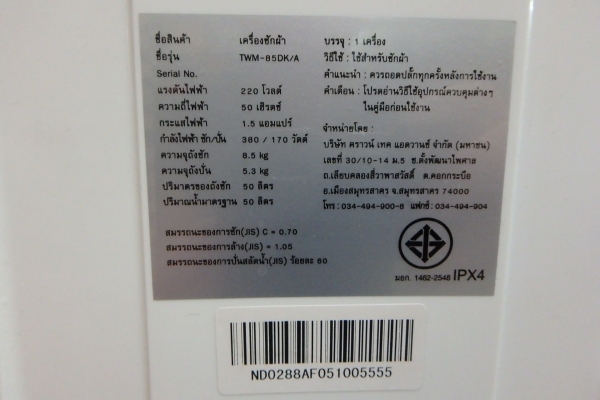 ชื่อสินค้า เครื่องซักผ้า
ชื่อรุ่น TWM-85DK/A
Serial No.
แรงดันไฟฟ้า 220 โวลต์
ความถี่ไฟฟ้า 50 เฮิรตซ์
กระแสไฟฟ้า 1.5 แอมแปร์
กำลังไฟฟ้า ซัก/ปั่น 380 / 170 วัตต์
ความจุถังซัก 8.5 kg
ความจุถังปั่น 5.3 kg
ปริมาตรของถังซัก 50 ลิตร
ปริมาณน้ำมาตรฐาน 50 ลิตร
สมรรถนะของการซัก(JIS) C = 0.70
สมรรถนะของการล้าง(JIS) = 1.05
สมรรถนะของการปั่นสลัดน้ำ(JIS) ร้อยละ 60
บรรจุ : 1 เครื่อง
วิธีใช้ : ใช้สำหรับซักผ้า
คำแนะนำ : ควรถอดปลั๊กทุกครั้งหลังการใช้งาน
คำเตือน : โปรดอ่านวิธีใช้อุปกรณ์ควบคุมต่างๆ
ในคู่มือก่อนใช้งาน
จำหน่ายโดย :
บริษัท คราวน์ เทค แอดวานซ์ จำกัด (มหาชน)
เลขที่ 30/10-14 ม.5 ซ.ตั้งพัฒนาไพศาล
ถ.เลียบคลองสี่วาพาสวัสดิ์ ต.คอกกระบือ
อ.เมืองสมุทรสาคร จ.สมุทรสาคร 74000
โทร : 034-494-900-8 แฟกซ์ : 034-494-904
มอก. 1462-2548 IPX4
ND0288AF051005555